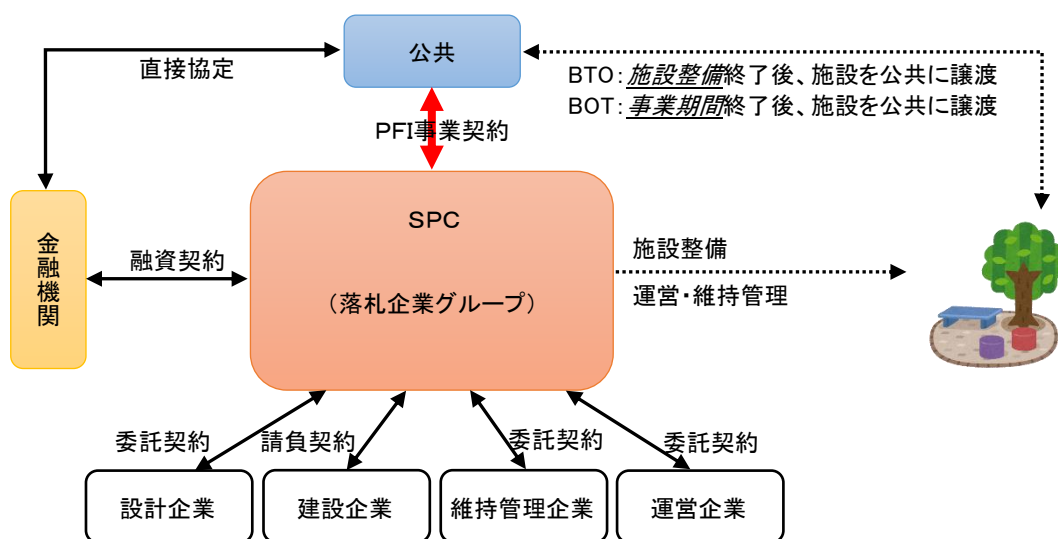 公共
直接協定
BTO：施設整備終了後、施設を公共に譲渡
BOT：事業期間終了後、施設を公共に譲渡
PFI事業契約
SPC
（落札企業グループ）
金融機関
融資契約
施設整備
運営・維持管理
委託契約
請負契約
委託契約
委託契約
設計企業
建設企業
維持管理企業
運営企業